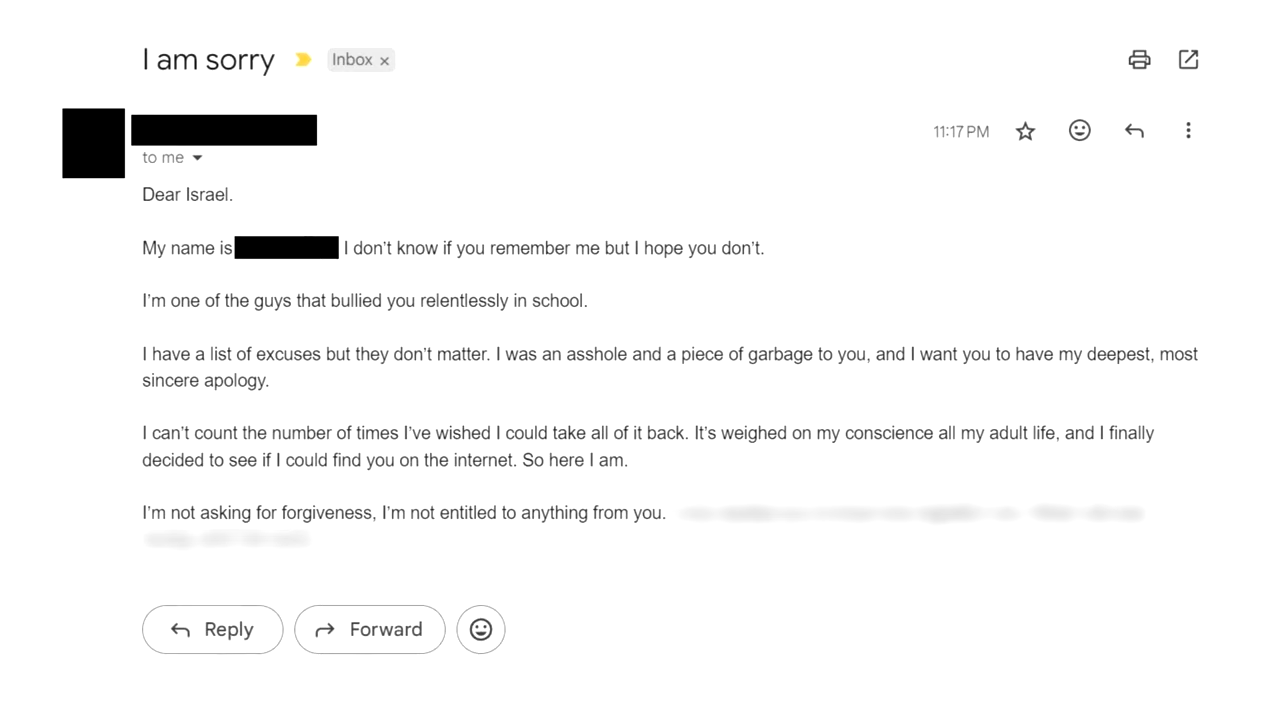 I am sorry
Inbox ×
11:17 PM
to me
Dear Israel.
My name is I don’t know if you remember me but I hope you don’t.
I’m one of the guys that bullied you relentlessly in school.
I have a list of excuses but they don’t matter. I was an asshole and a piece of garbage to you, and I want you to have my deepest, most
sincere apology.
I can’t count the number of times I’ve wished I could take all of it back. It’s weighed on my conscience all my adult life, and I finally
decided to see if I could find you on the internet. So here I am.
I’m not asking for forgiveness, I’m not entitled to anything from you.
Reply
Forward